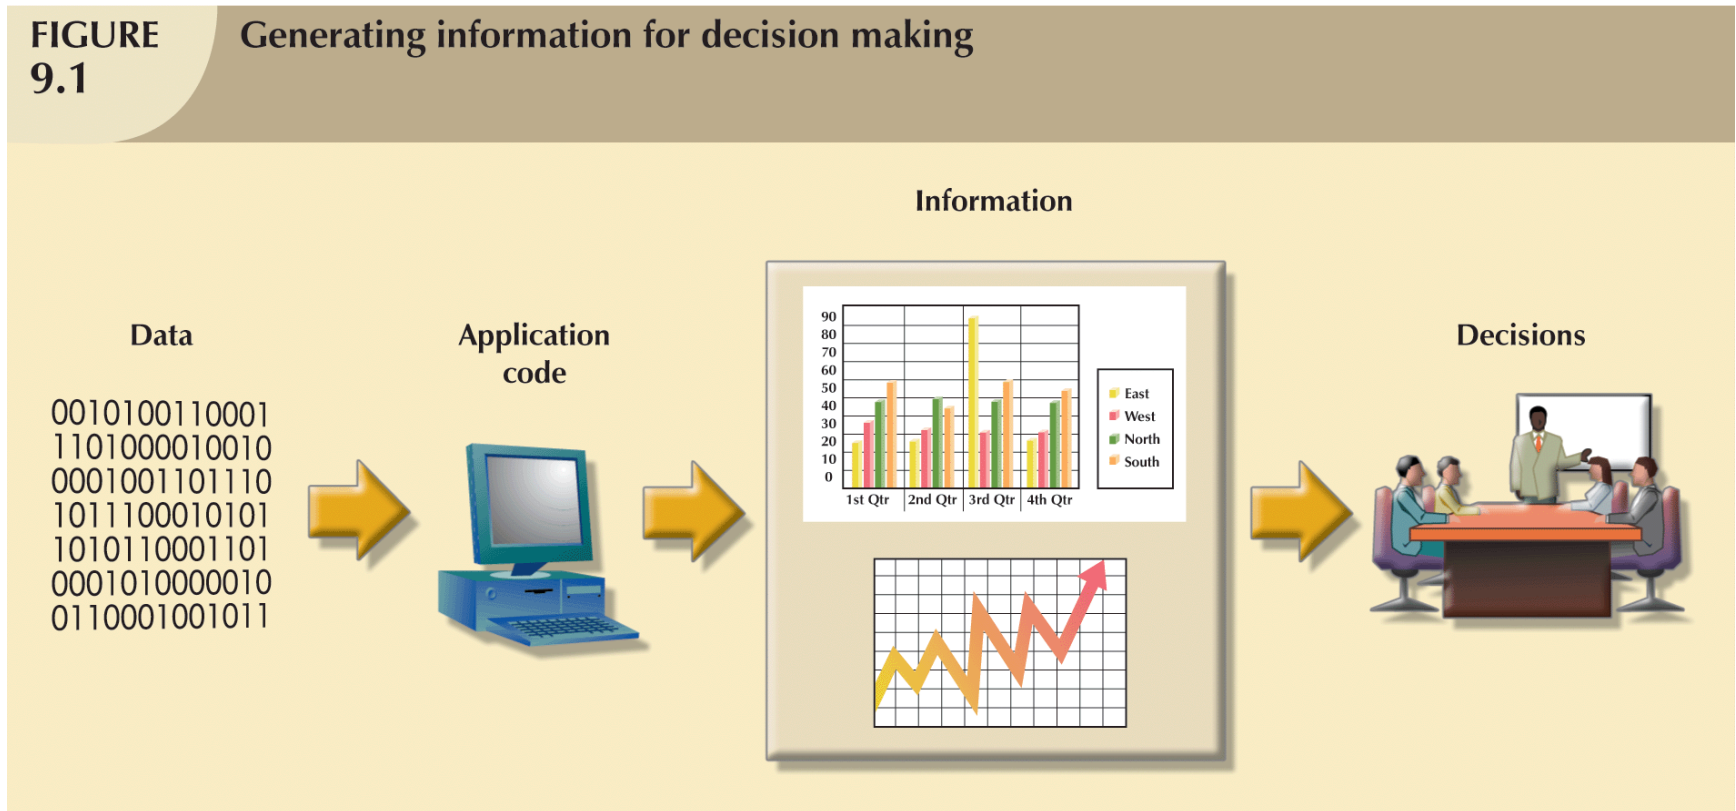 FIGURE
9.1
Generating information for decision making
Data
0010100110001
1101000010010
0001001101110
1011100010101
1010110001101
0001010000010
0110001001011
Application
code
Information
90
80
70
60
50
40
30
20
10
0
1st Qtr 2nd Qtr 3rd Qtr 4th Qtr
East
West
North
South
Decisions